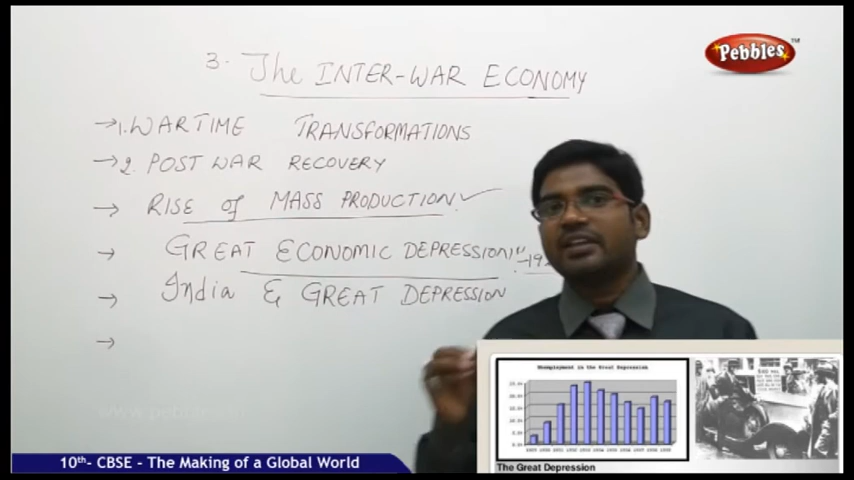 3. The INTER-WAR ECONOMY
Pebbles TM
→ 1. WARTIME TRANSFORMATIONS
→ 2. POST WAR RECOVERY
→ RISE of MASS PRODUCTION ✓
→ GREAT ECONOMIC DEPRESSION"
→ India & GREAT DEPRESSION
→
Unemployment in the Great Depression
The Great Depression
10th- CBSE - The Making of a Global World